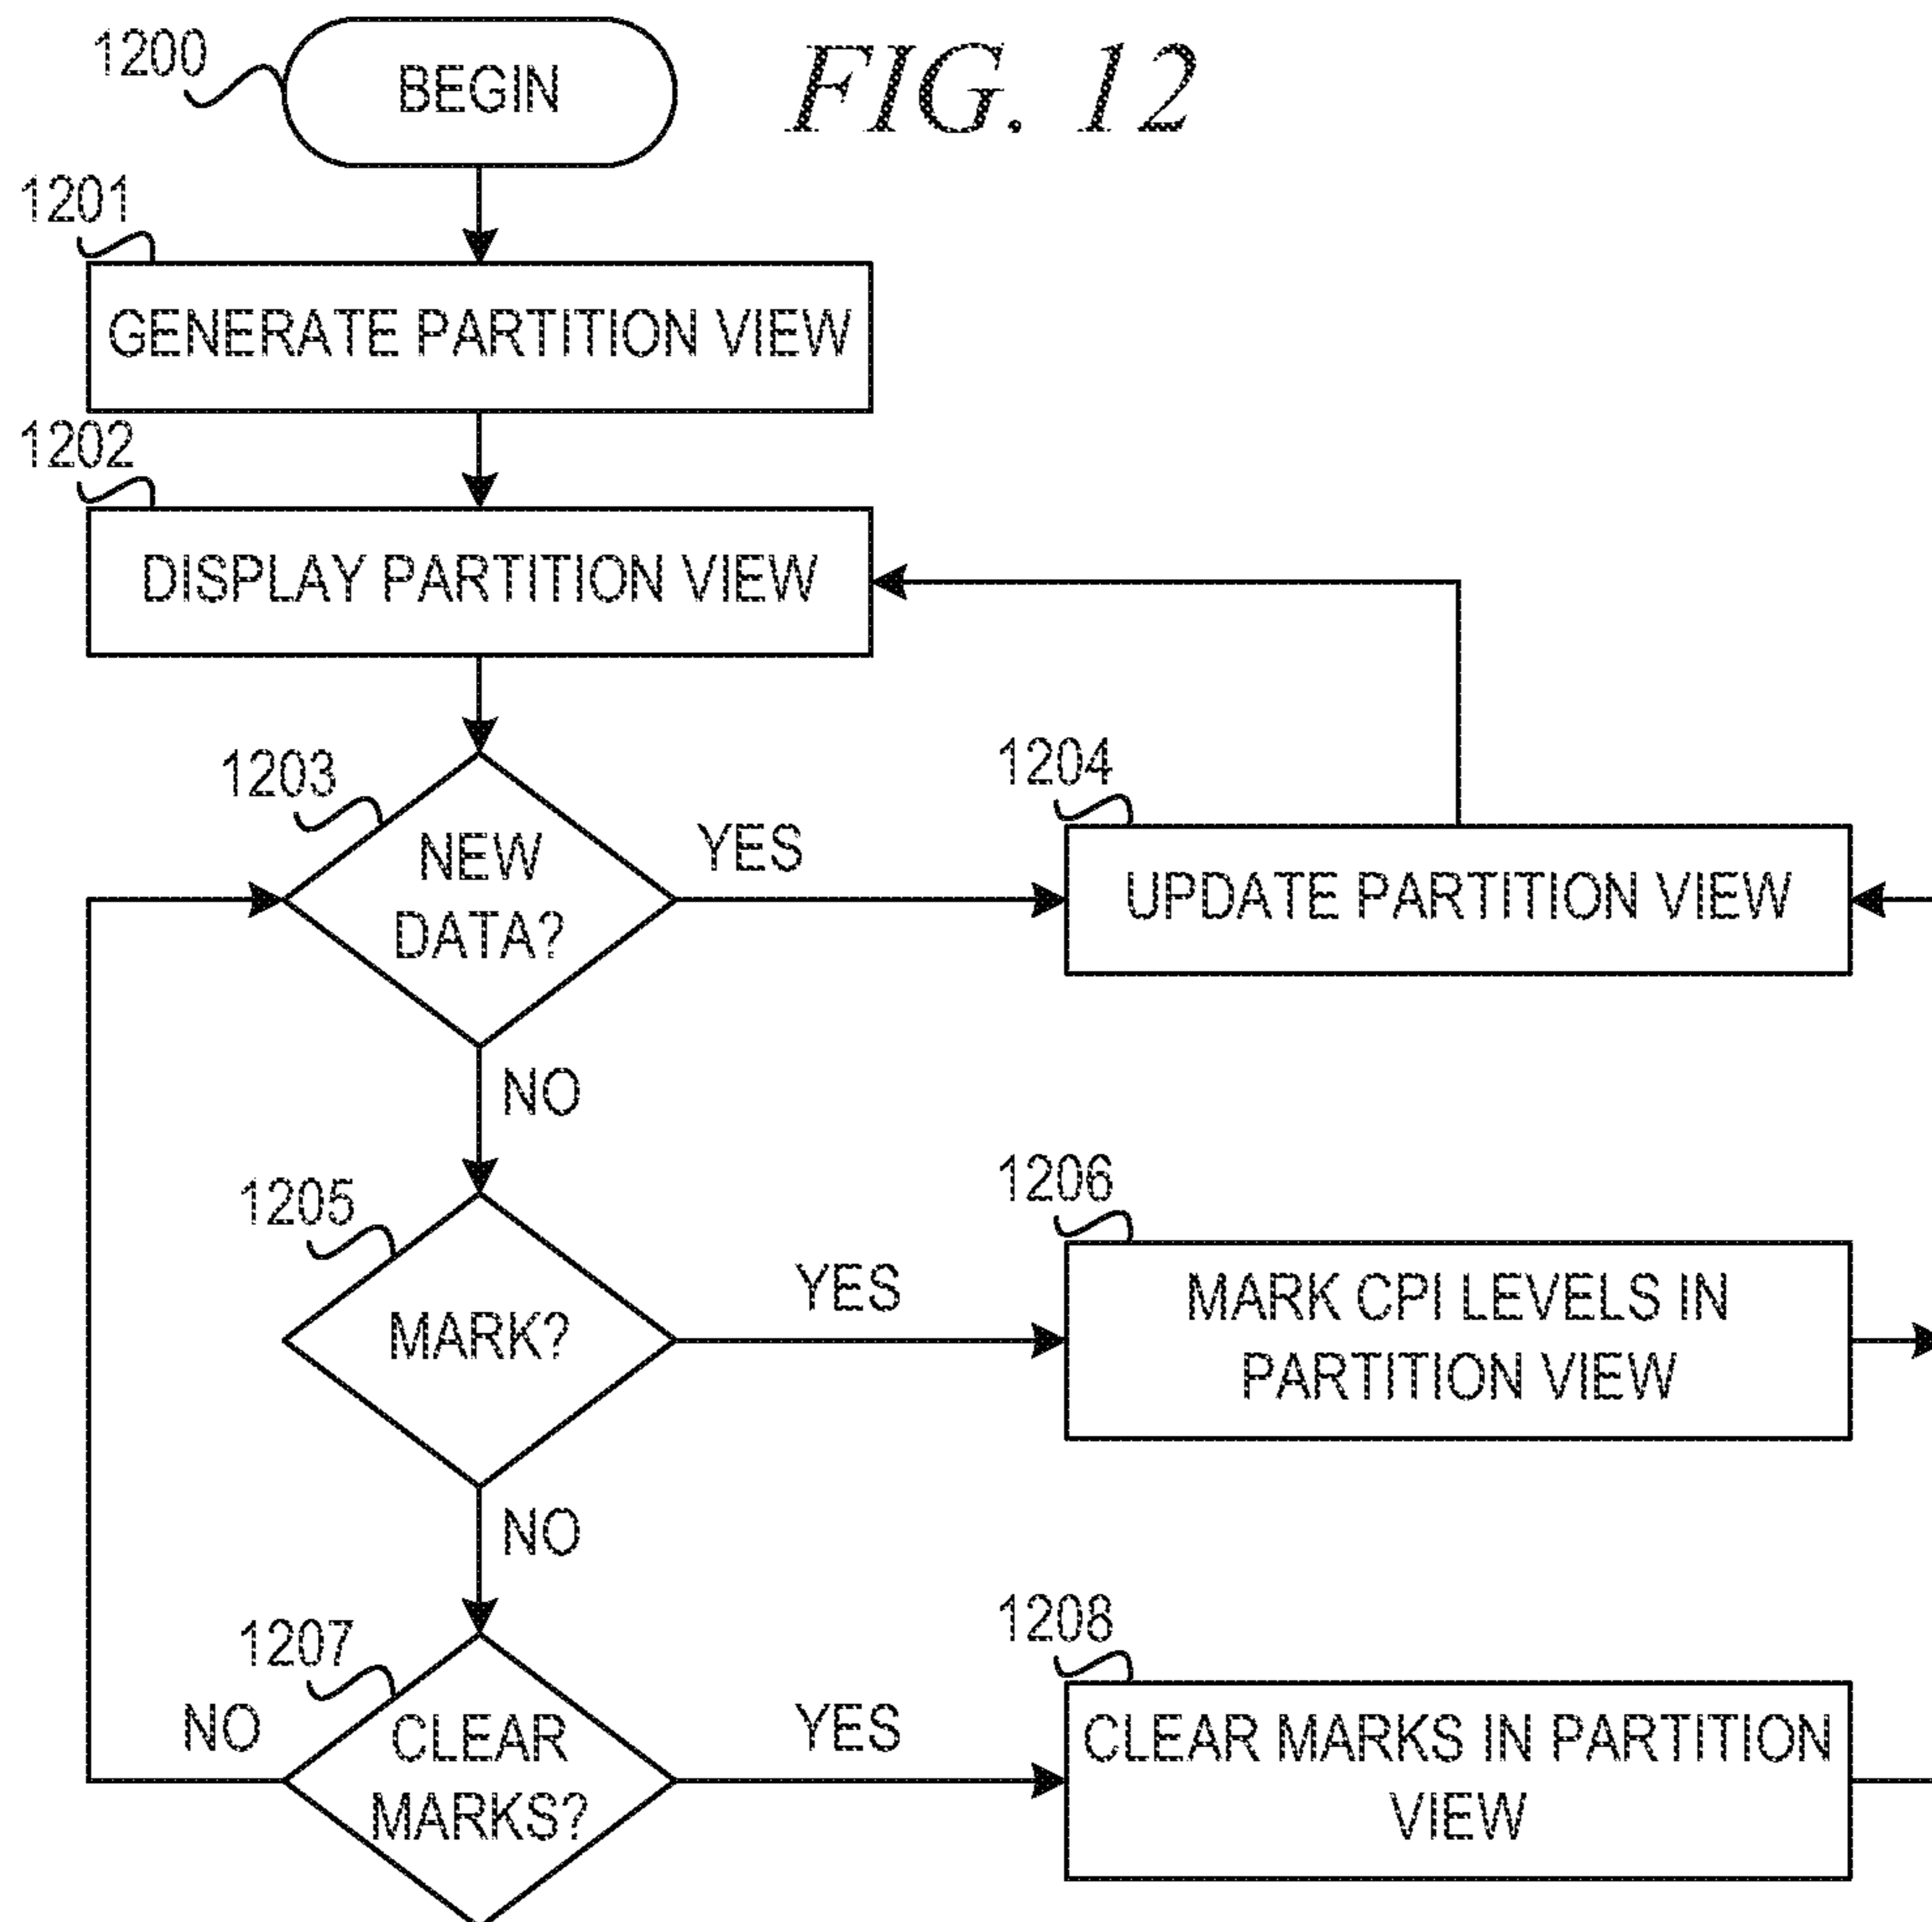 1200
BEGIN
FIG. 12
1201
GENERATE PARTITION VIEW
1202
DISPLAY PARTITION VIEW
1203
NEW
DATA?
YES
1204
UPDATE PARTITION VIEW
NO
1205
MARK?
YES
1206
MARK CPI LEVELS IN
PARTITION VIEW
NO
1207
CLEAR
MARKS?
NO
YES
1208
CLEAR MARKS IN PARTITION
VIEW